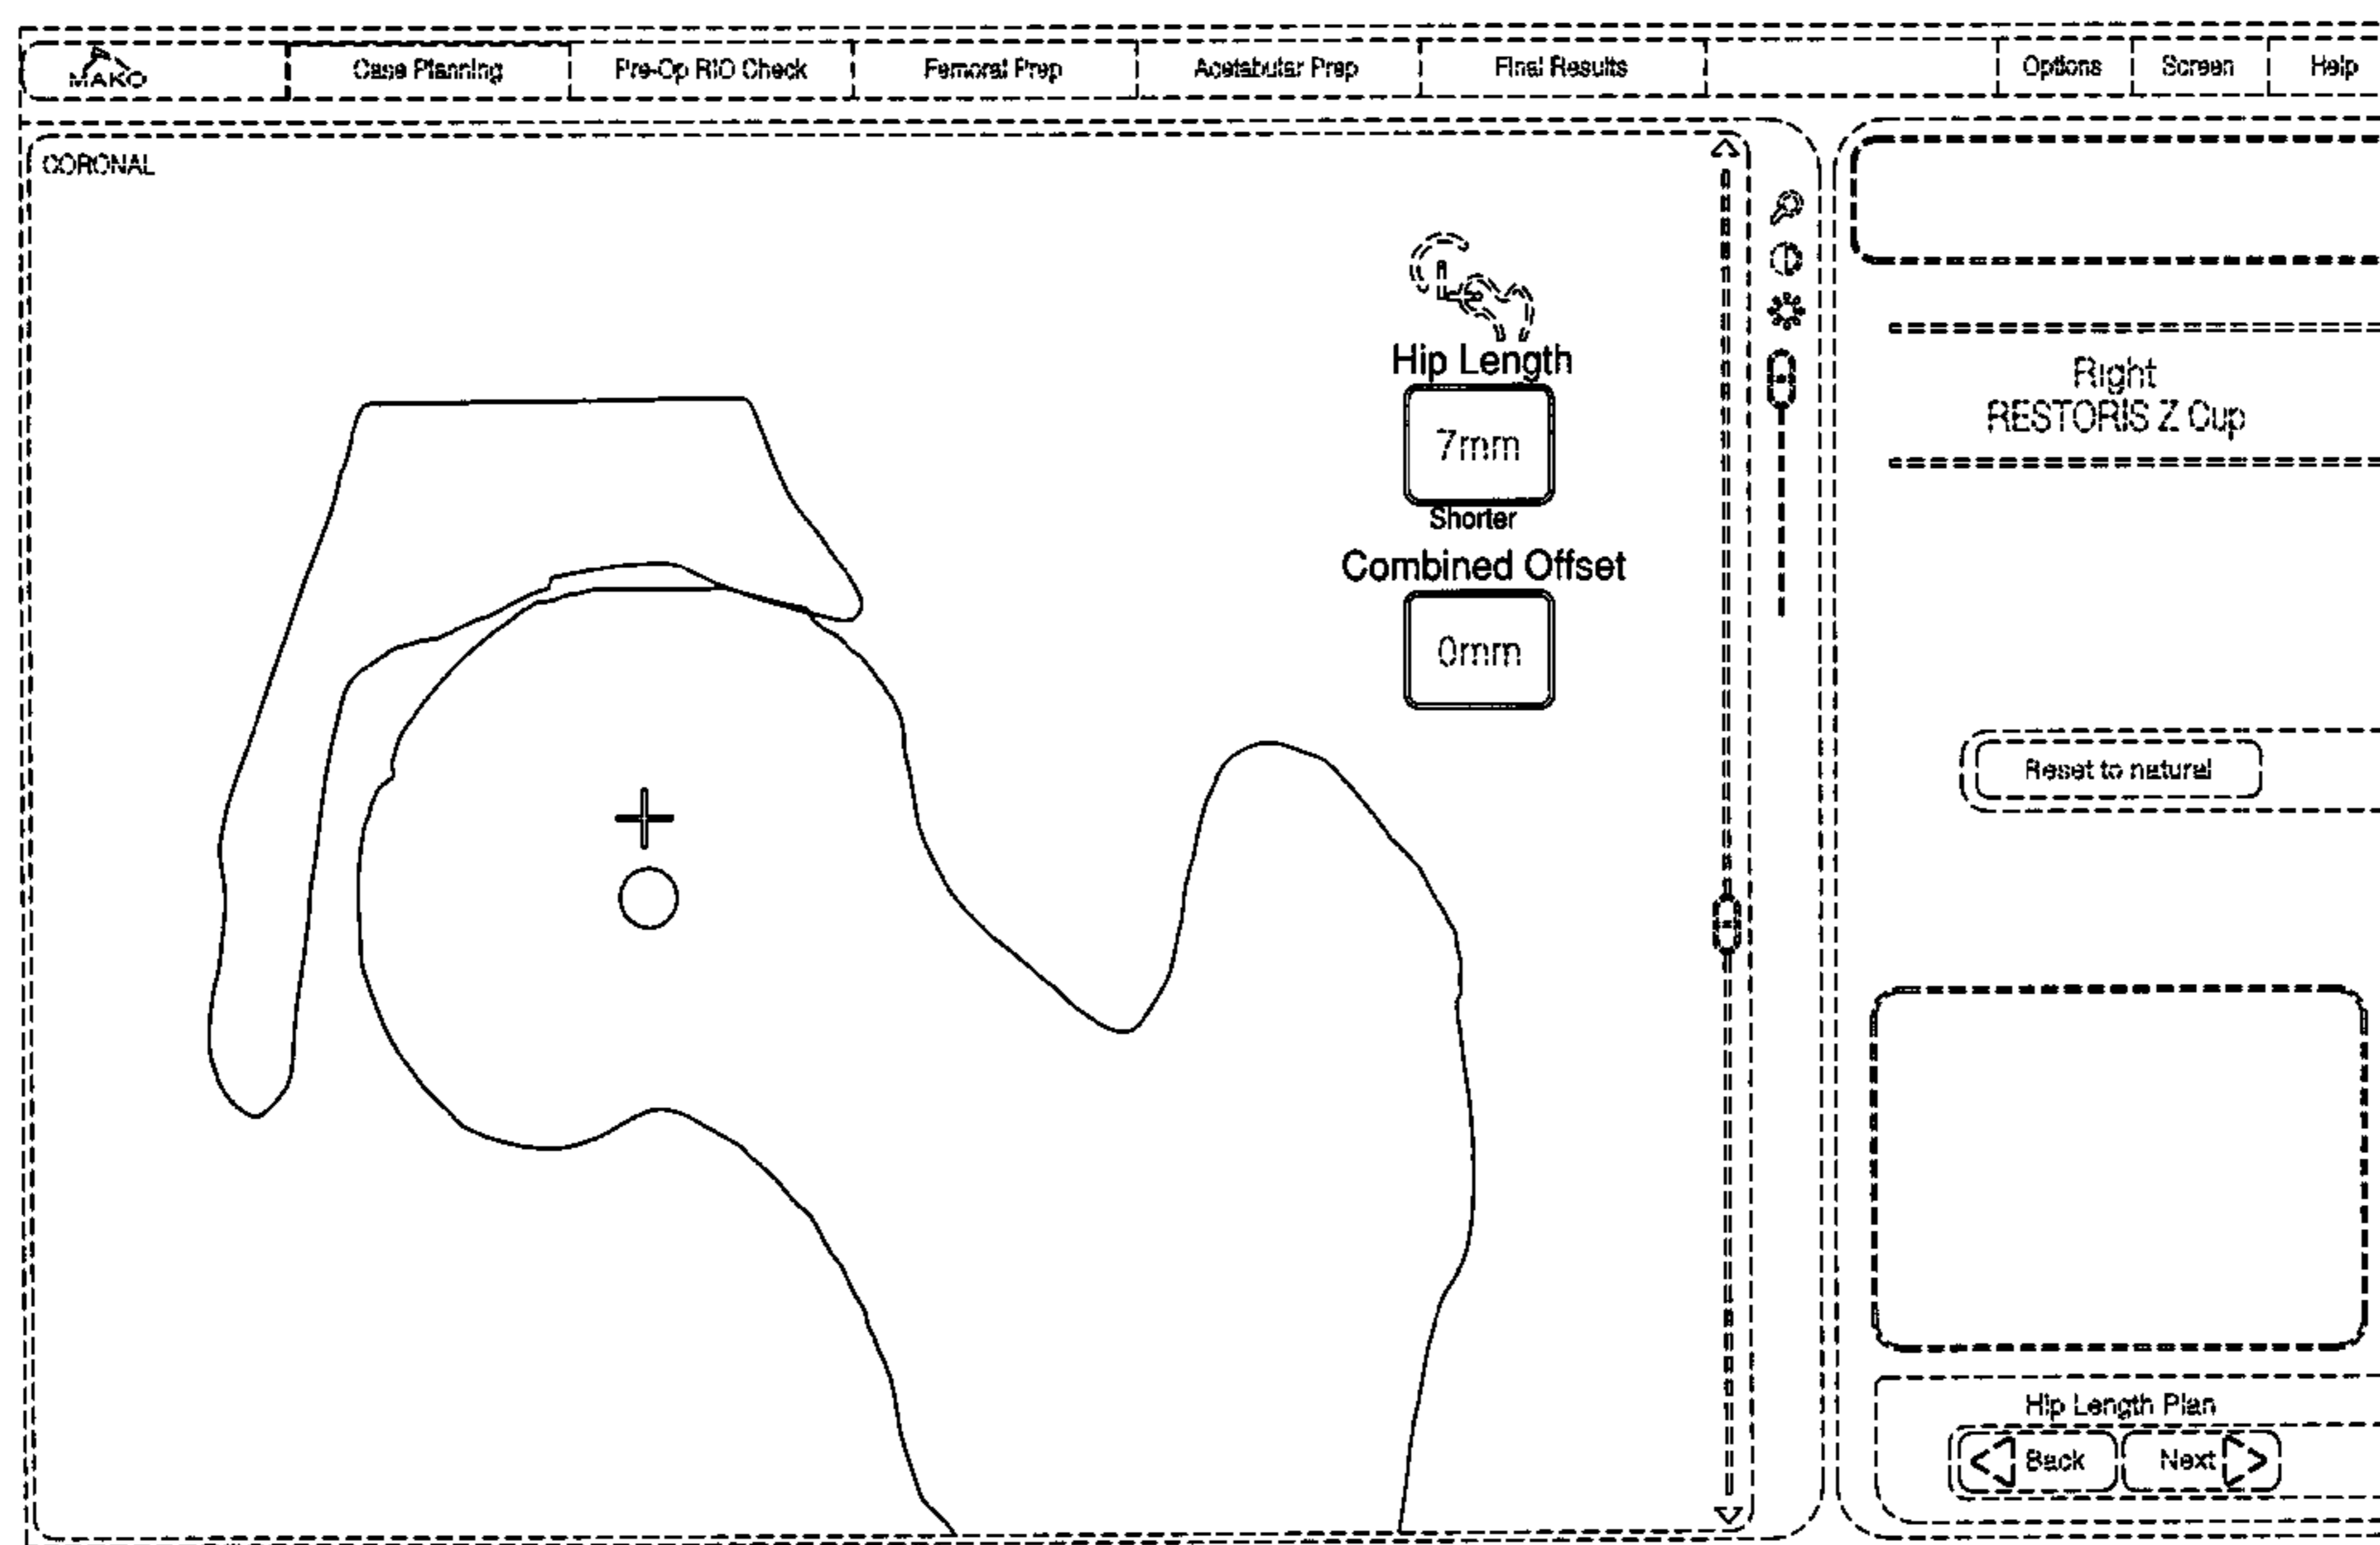 MAKO
Case Planning
Pre-Op RIO Check
Femoral Prep
Acetabular Prep
Final Results
Options
Screen
Help
CORONAL
Hip Length
7mm
Shorter
Combined Offset
0mm
Right
RESTORIS Z Cup
Reset to natural
Hip Length Plan
Back
Next